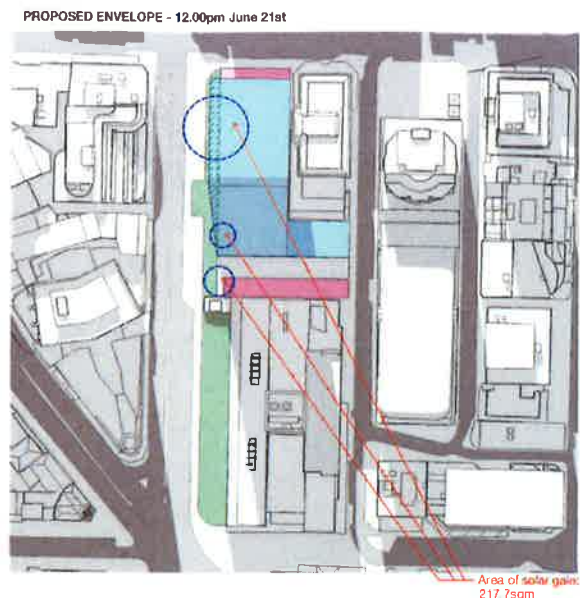 PROPOSED ENVELOPE - 12.00pm June 21st
Area of solar gain:
217.7sqm